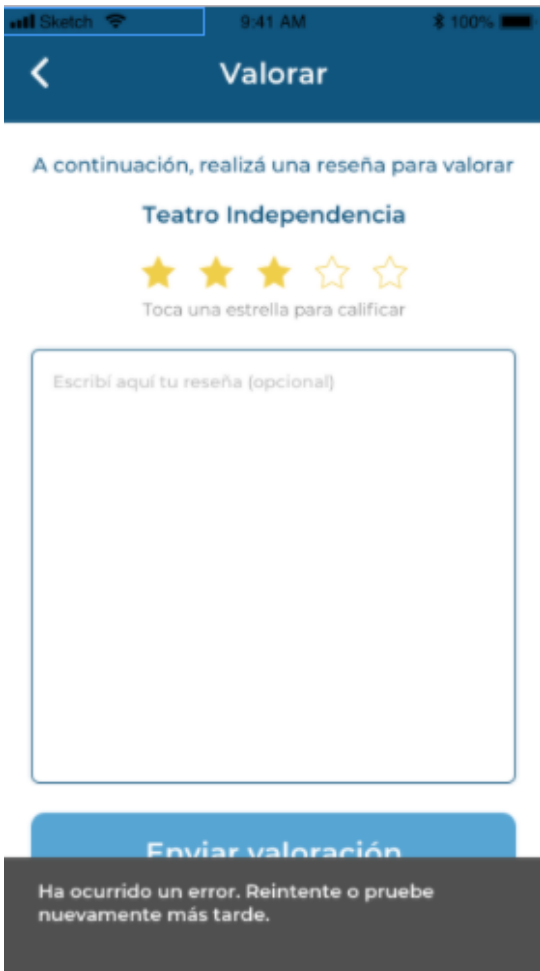 Sketch 9:41 AM 100%
Valorar
A continuación, realizá una reseña para valorar
Teatro Independencia
Toca una estrella para calificar
Escribí aquí tu reseña (opcional)
Enviar valoración
Ha ocurrido un error. Reintente o pruebe
nuevamente más tarde.